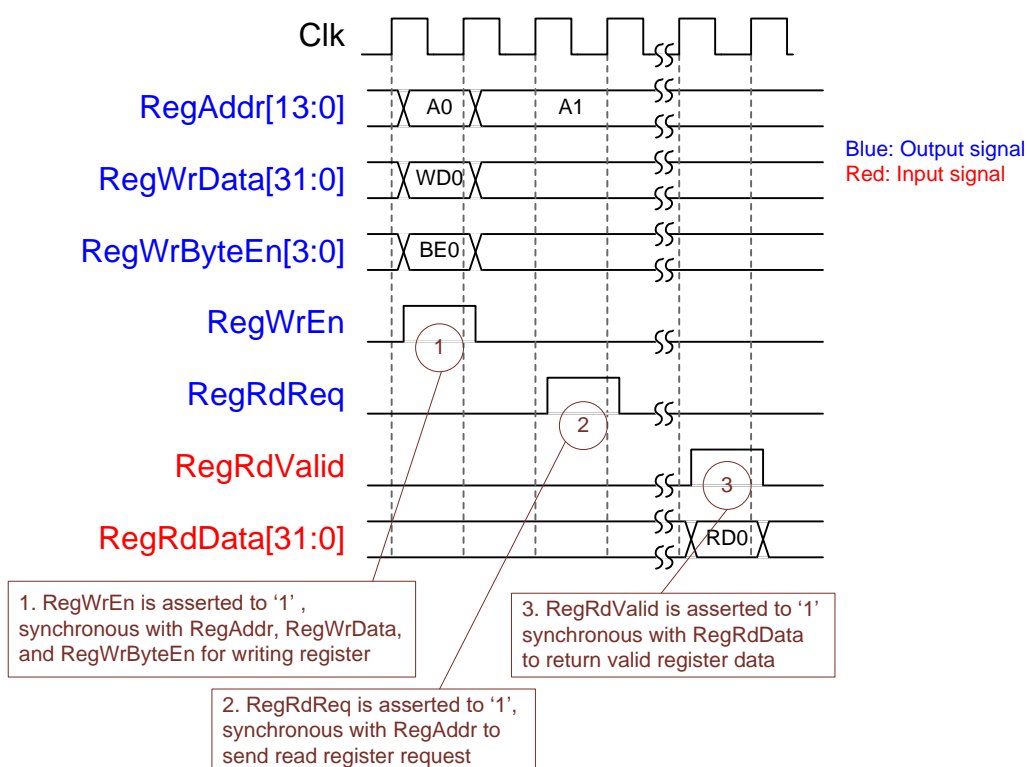 Clk
RegAddr[13:0]
A0
A1
Blue: Output signal
Red: Input signal
RegWrData[31:0]
WD0
RegWrByteEn[3:0]
BE0
RegWrEn
1
RegRdReq
2
RegRdValid
3
RegRdData[31:0]
RD0
1. RegWrEn is asserted to ‘1’ ,
synchronous with RegAddr, RegWrData,
and RegWrByteEn for writing register
3. RegRdValid is asserted to ‘1’
synchronous with RegRdData
to return valid register data
2. RegRdReq is asserted to ‘1’,
synchronous with RegAddr to
send read register request